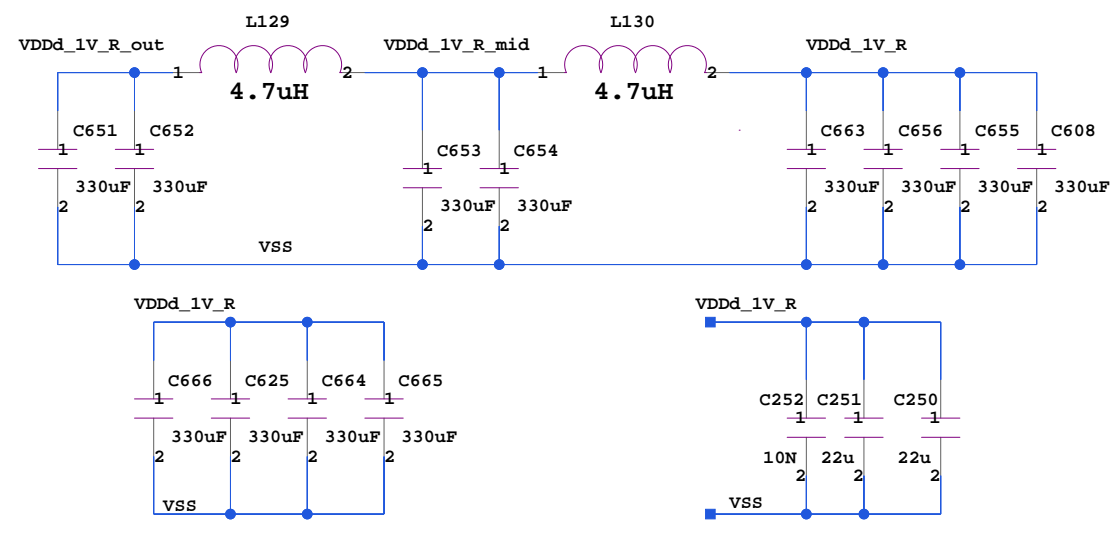 L129 L130
VDDd_1V_R_out VDDd_1V_R_mid VDDd_1V_R
1 2 1 2
4.7uH 4.7uH
C651 C652 C663 C656 C655 C608
1 1 1 1 1 1
C653 C654
1 1
330uF 330uF 330uF 330uF 330uF 330uF
2 2 330uF 330uF 2 2 2 2
2 2
VSS
VDDd_1V_R VDDd_1V_R
C666 C625 C664 C665
1 1 1 1
C252 C251 C250
1 1 1
330uF 330uF 330uF 330uF
2 2 2 2 10N 22u 22u
2 2 2
VSS VSS